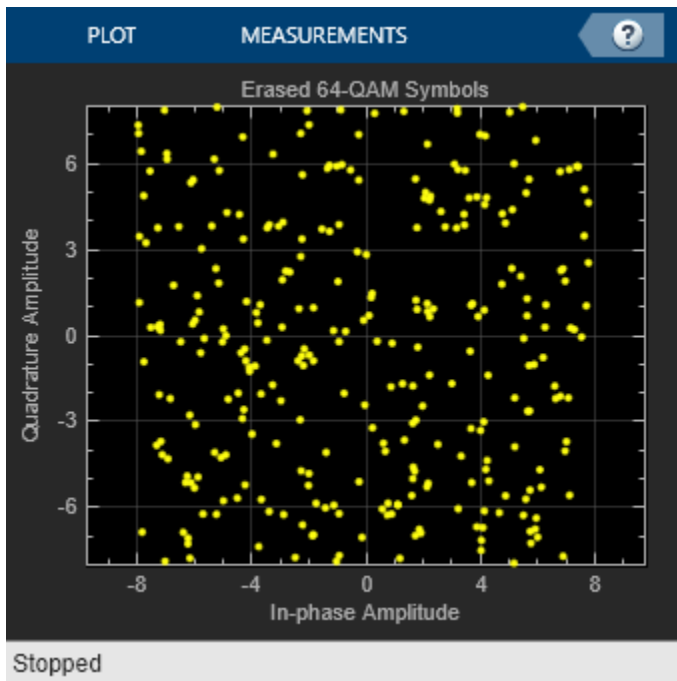 PLOT MEASUREMENTS ?
Erased 64-QAM Symbols
Quadrature Amplitude
6
3
0
-3
-6
-8 -4 0 4 8
In-phase Amplitude
Stopped